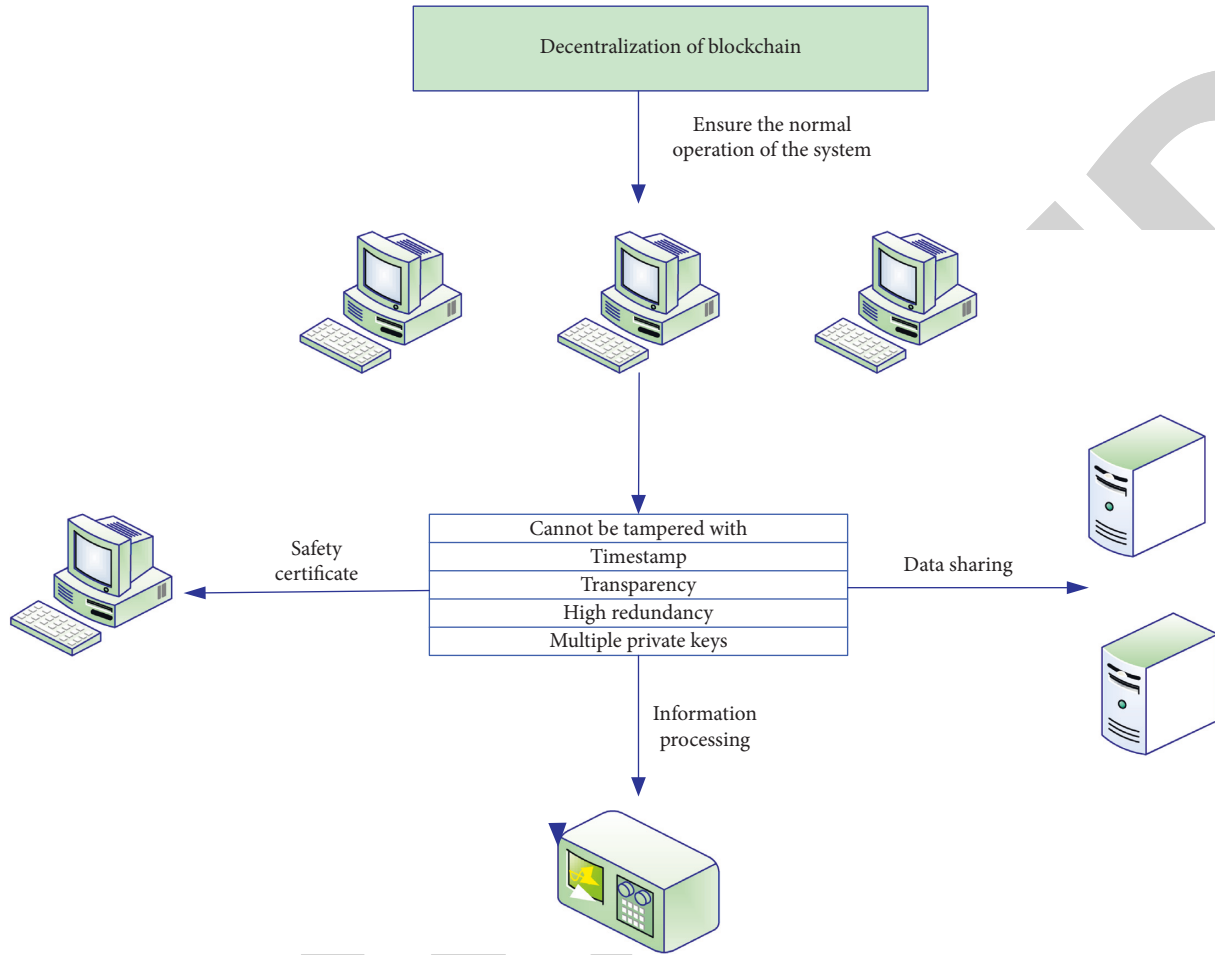 Decentralization of blockchain
Ensure the normal
operation of the system
Cannot be tampered with
Timestamp
Transparency
High redundancy
Multiple private keys
Safety
certificate
Data sharing
Information
processing